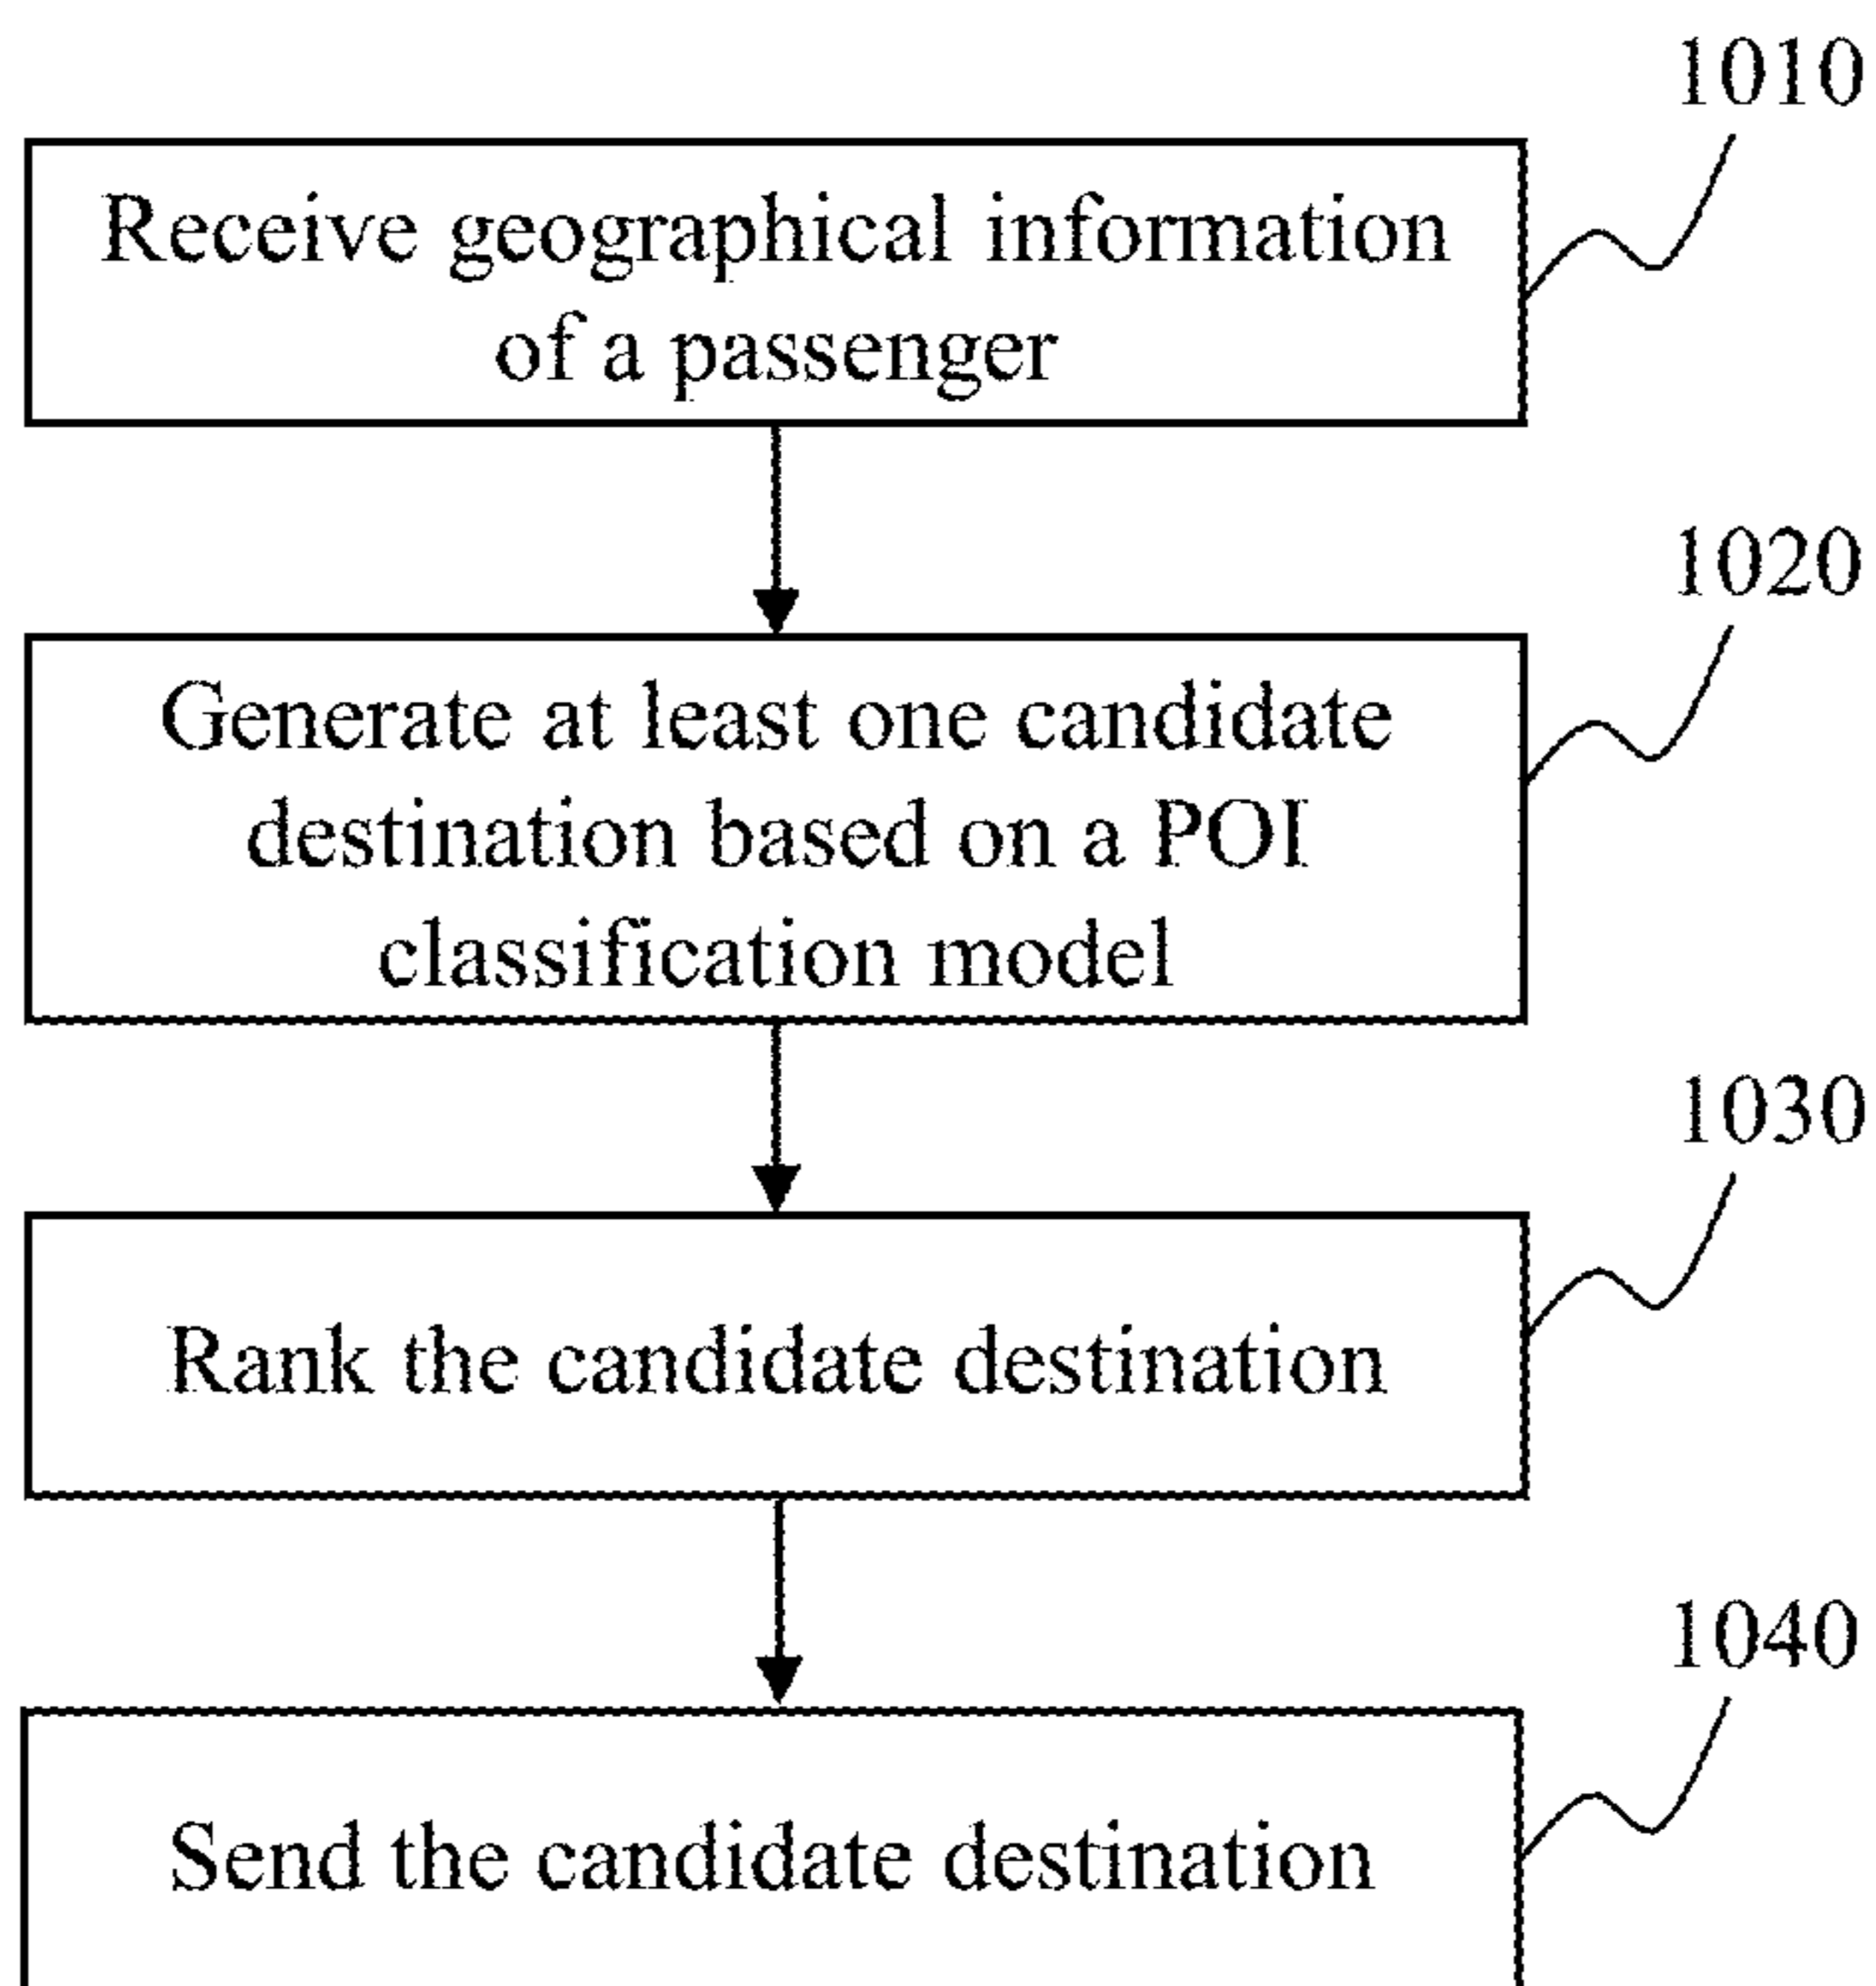 1010
Receive geographical information
of a passenger
1020
Generate at least one candidate
destination based on a POI
classification model
1030
Rank the candidate destination
1040
Send the candidate destination